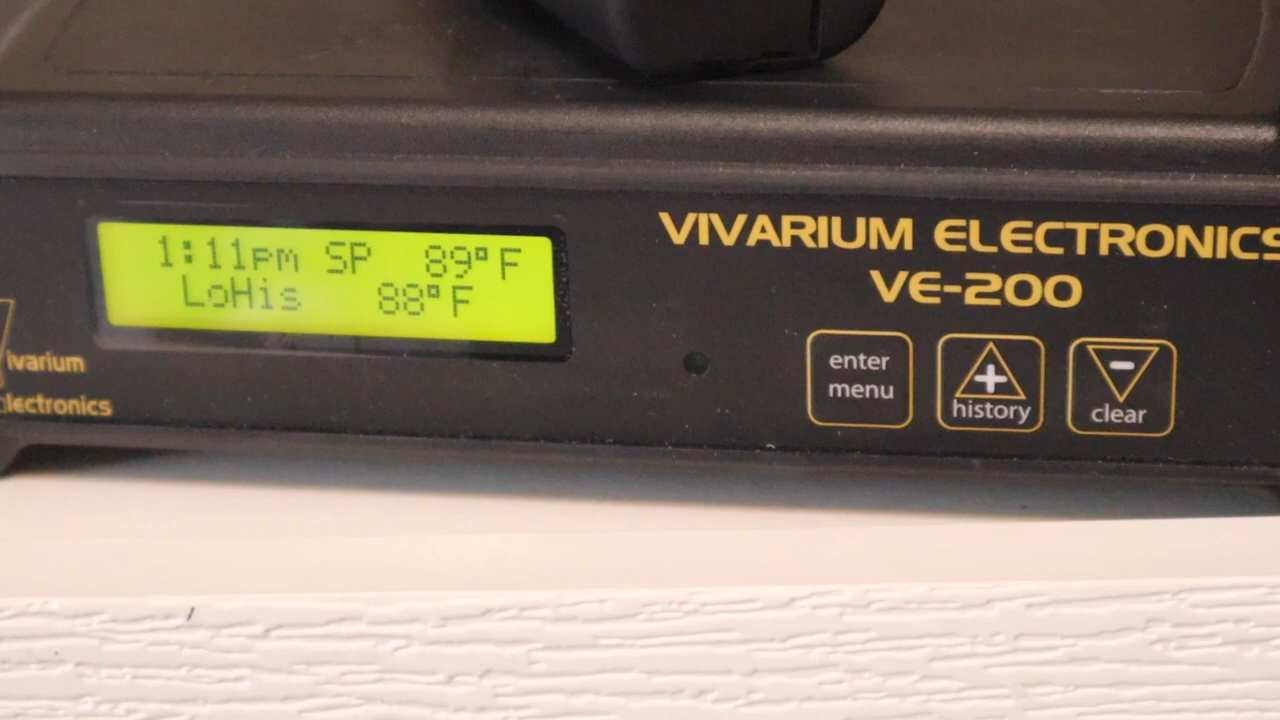 1:11pm SP 89°F
LoHis 88°F
VIVARIUM ELECTRONICS
VE-200
ivarium
lectronics
enter
menu
+
history
-
clear